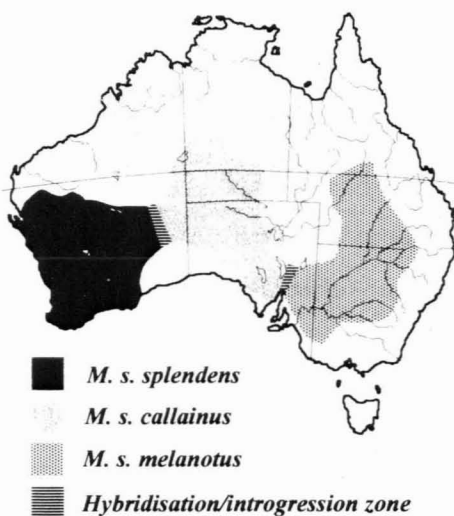 M. s. splendens
M. s. callainus
M. s. melanotus
Hybridisation/introgression zone